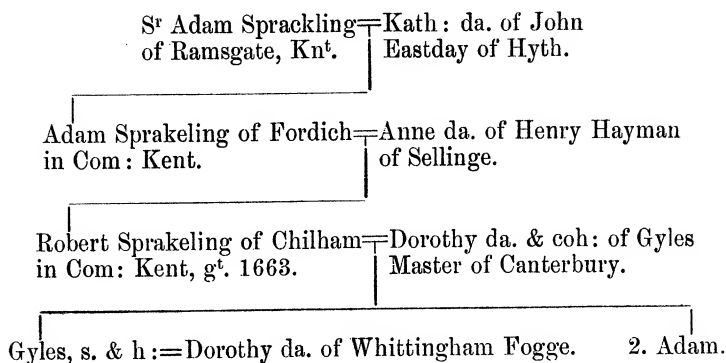 Sʳ Adam Sprackling=Kath: da. of John
of Ramsgate, Knᵗ. Eastday of Hyth.
Adam Sprakeling of Fordich=Anne da. of Henry Hayman
in Com: Kent. of Sellinge.
Robert Sprakeling of Chilham=Dorothy da. & coh: of Gyles
in Com: Kent, gᵗ. 1663. Master of Canterbury.
Gyles, s. & h:=Dorothy da. of Whittingham Fogge. 2. Adam.